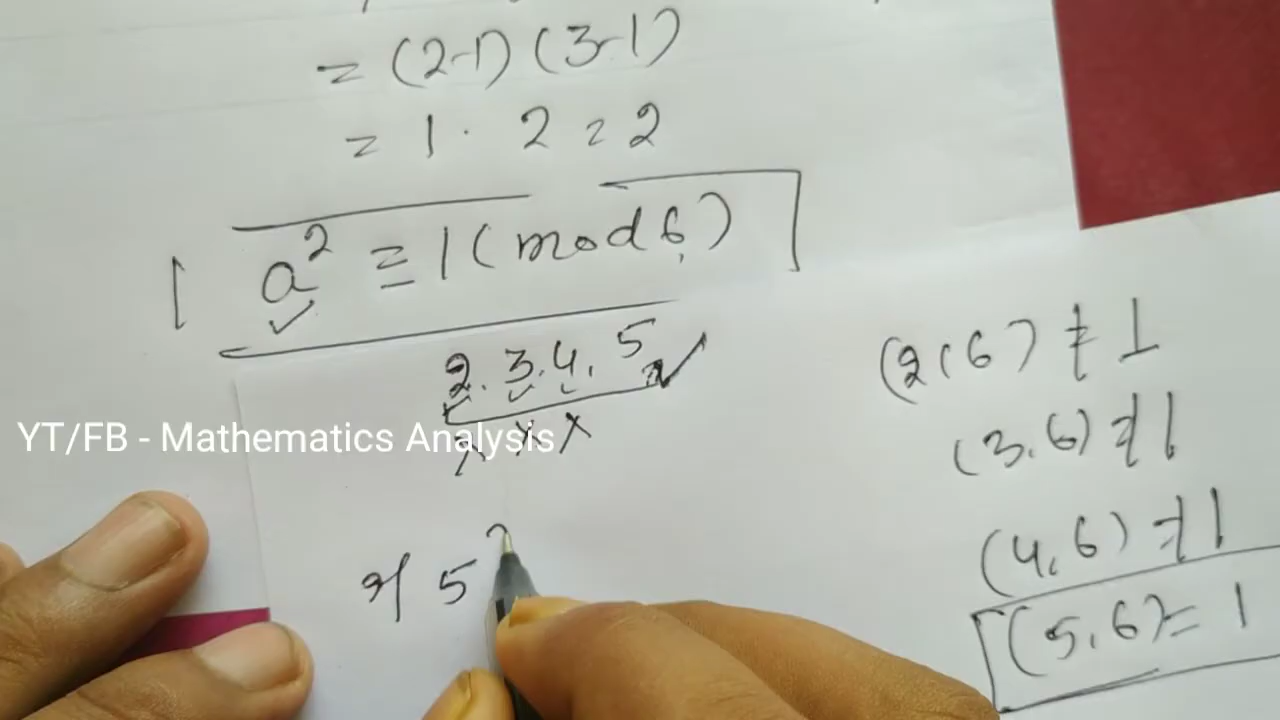 = (2-1) (3-1)
= 1 · 2 = 2
a² ≡ 1 (mod 6)
2. 3. 4. 5
(2, 6) ≠ 1
(3, 6) ≠ 1
(4, 6) ≠ 1
(5, 6) = 1
YT/FB - Mathematics Analysis
5